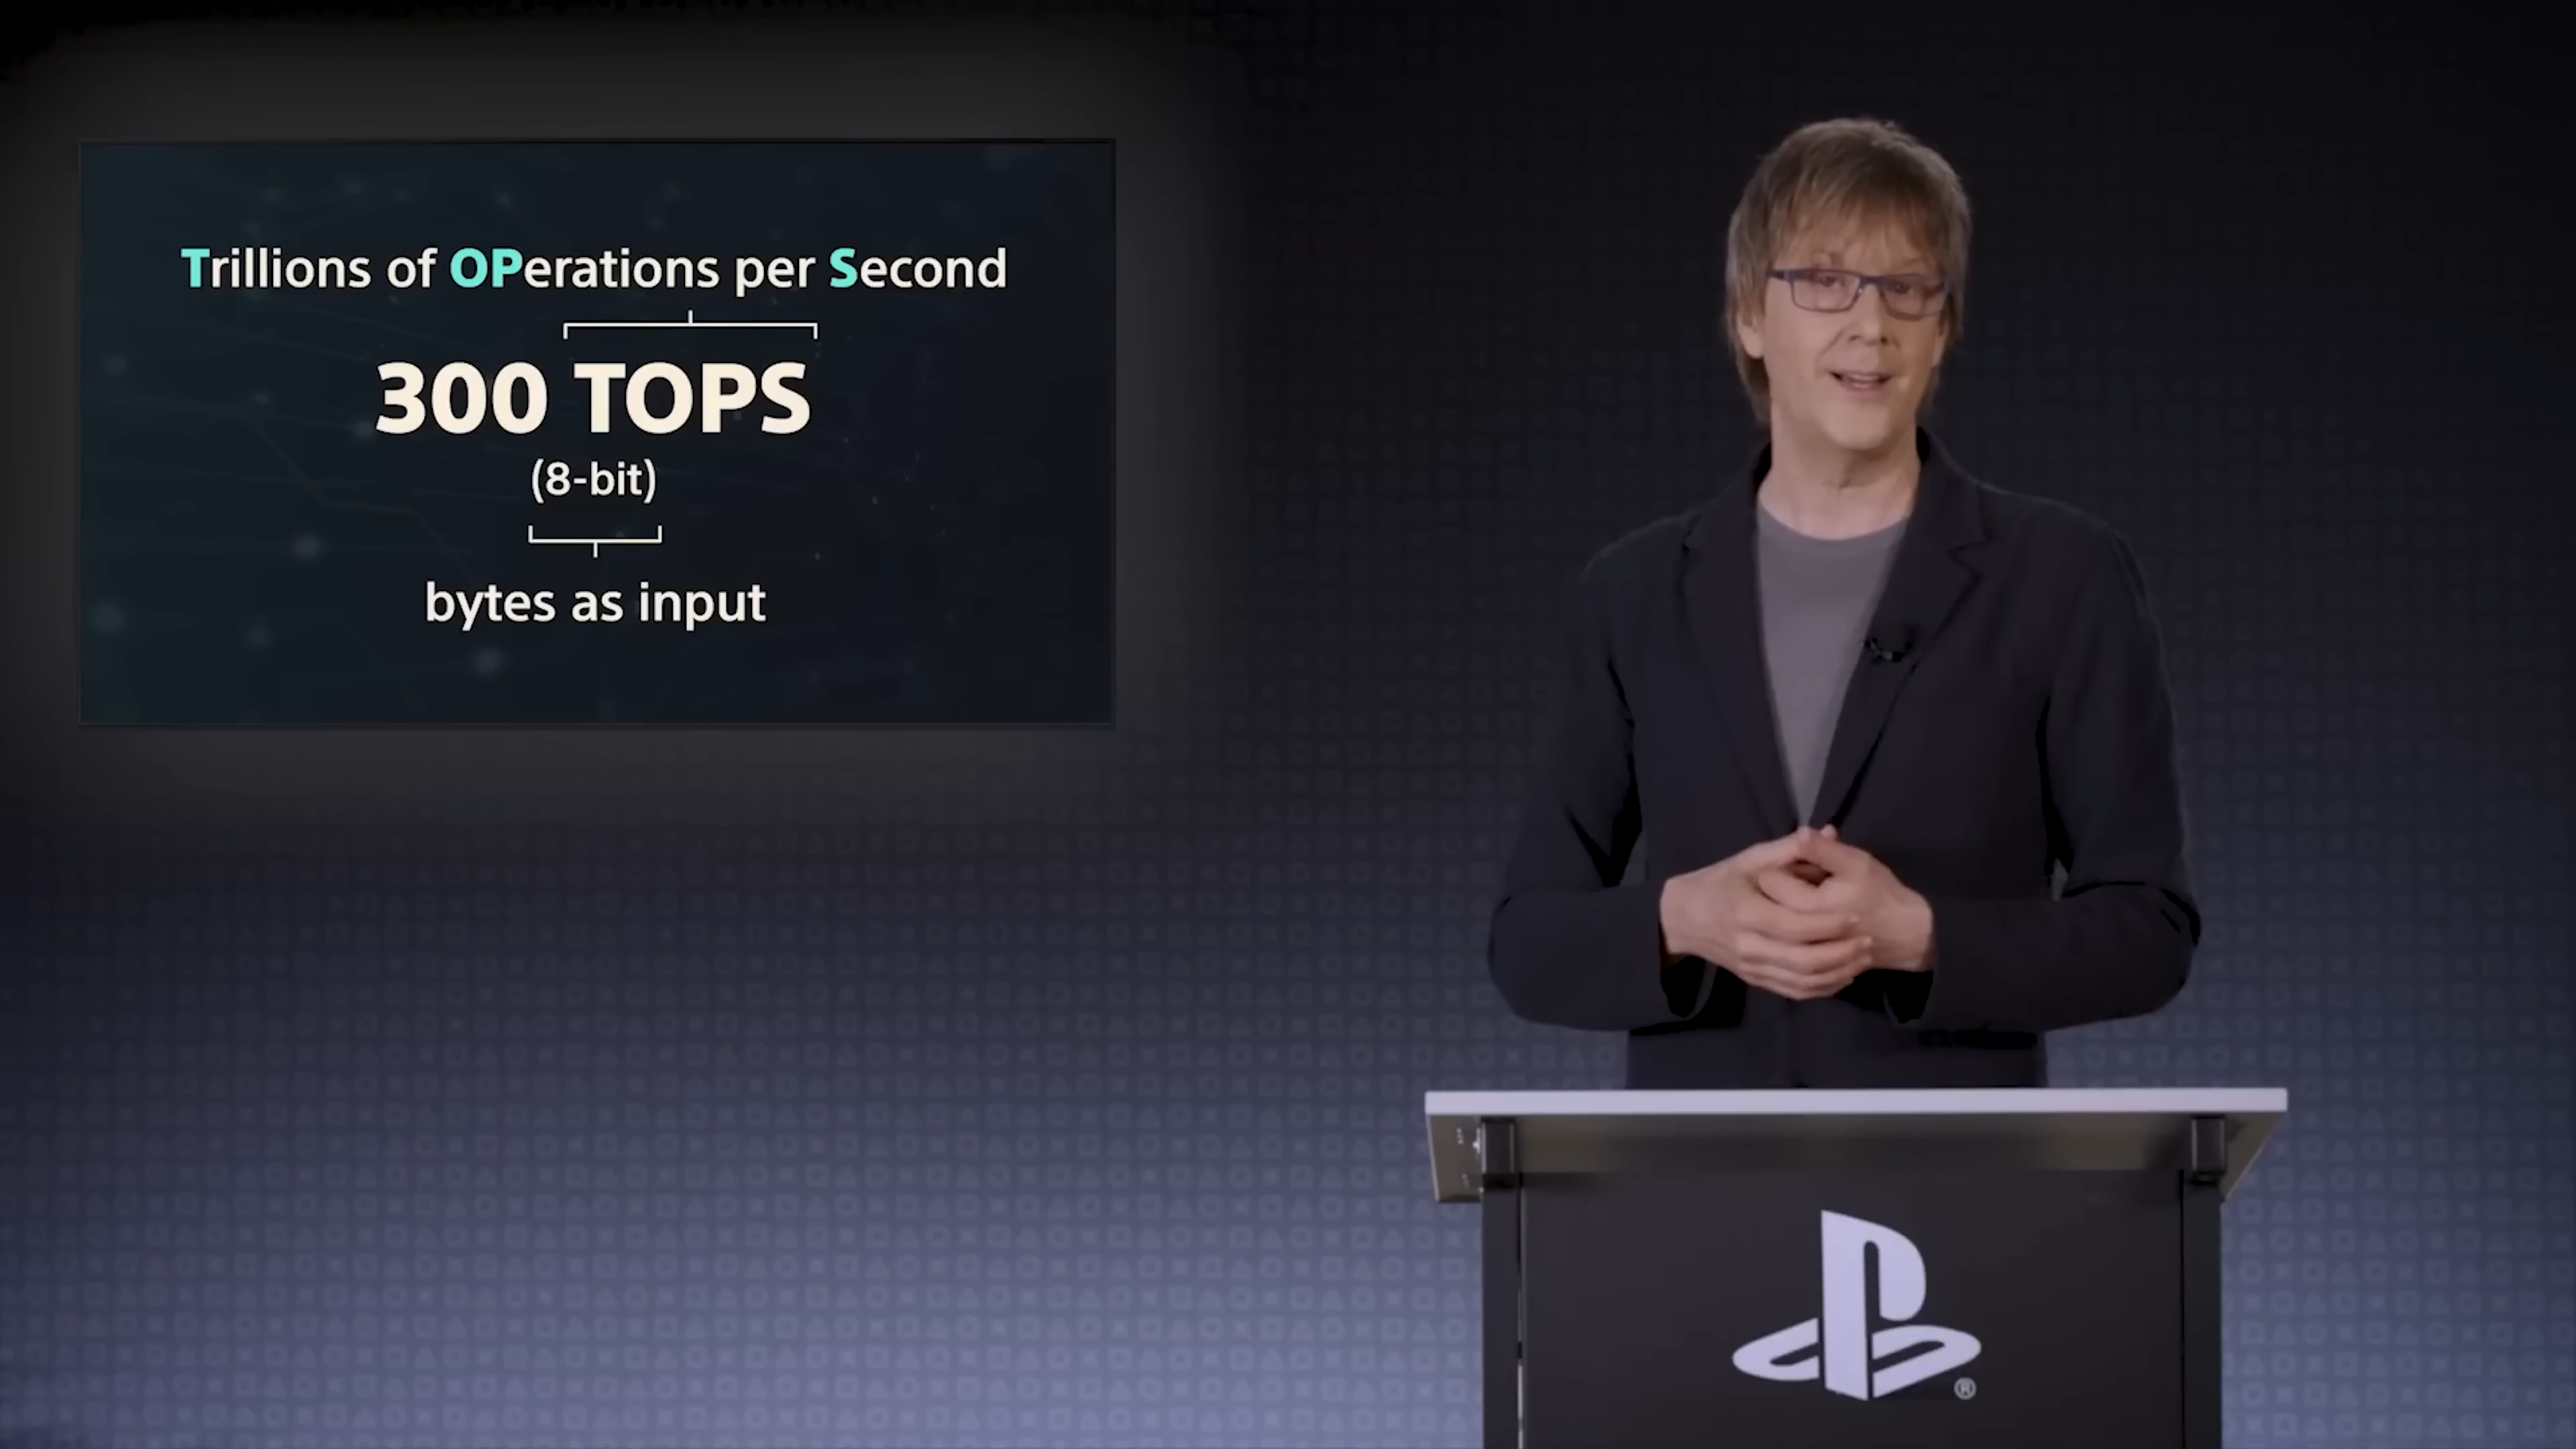 Trillions of OPerations per Second
300 TOPS
(8-bit)
bytes as input
®